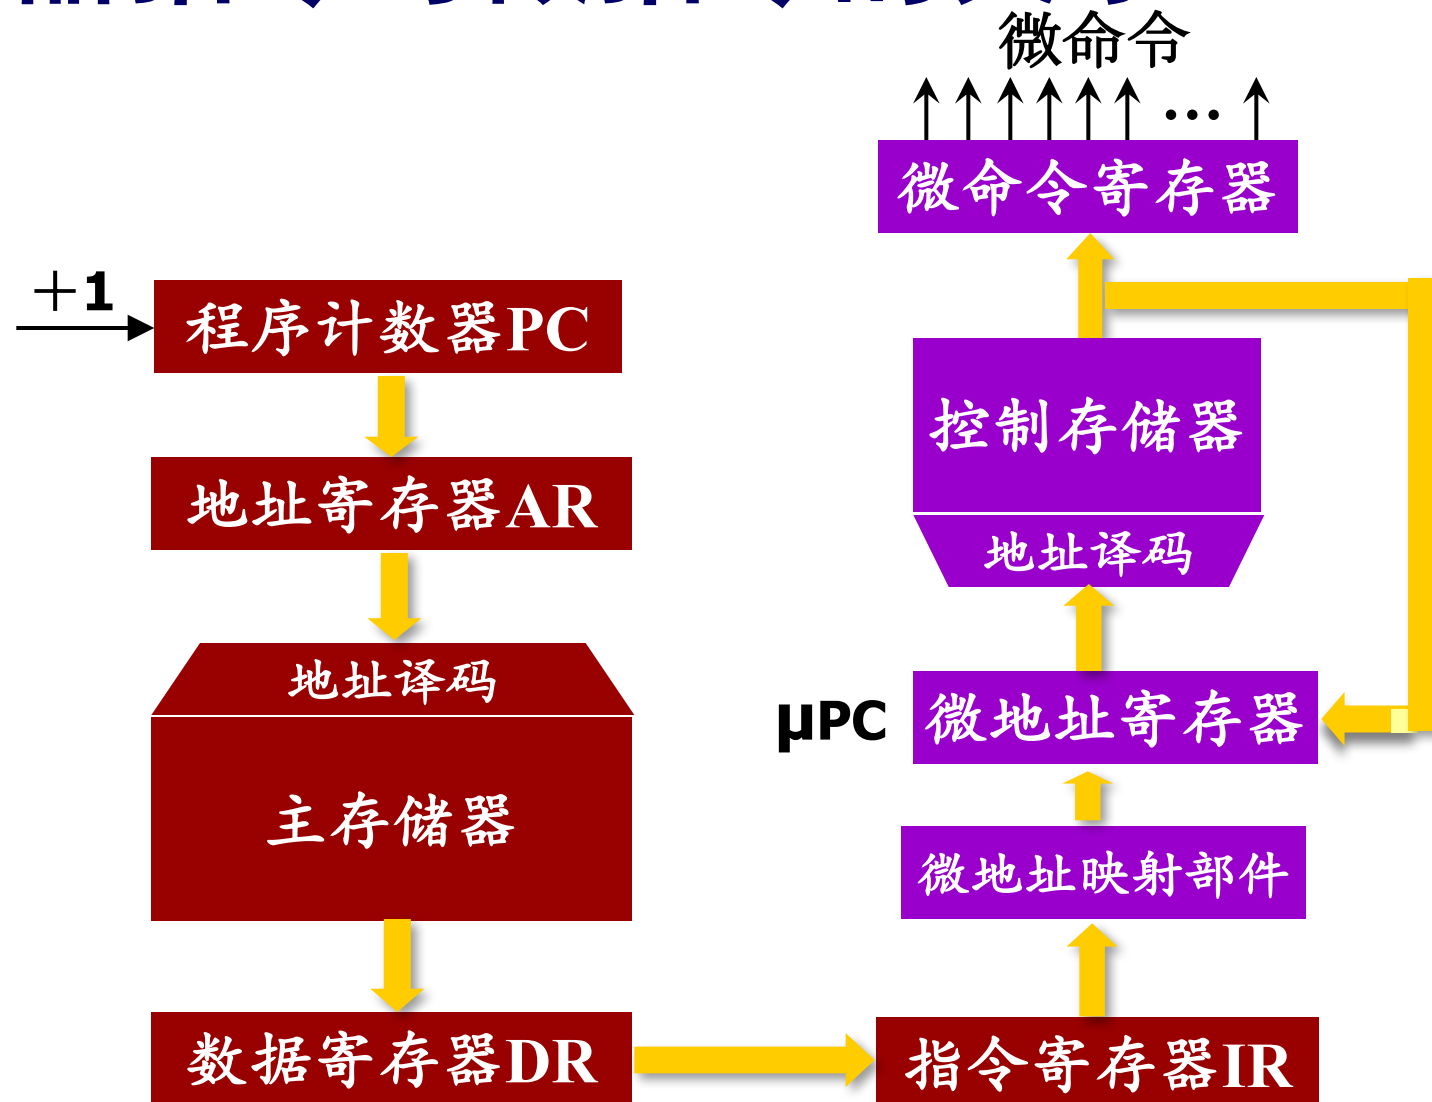 微命令
…
微命令寄存器
+1
程序计数器PC
控制存储器
地址寄存器AR
地址译码
地址译码
μPC
微地址寄存器
主存储器
微地址映射部件
数据寄存器DR
指令寄存器IR